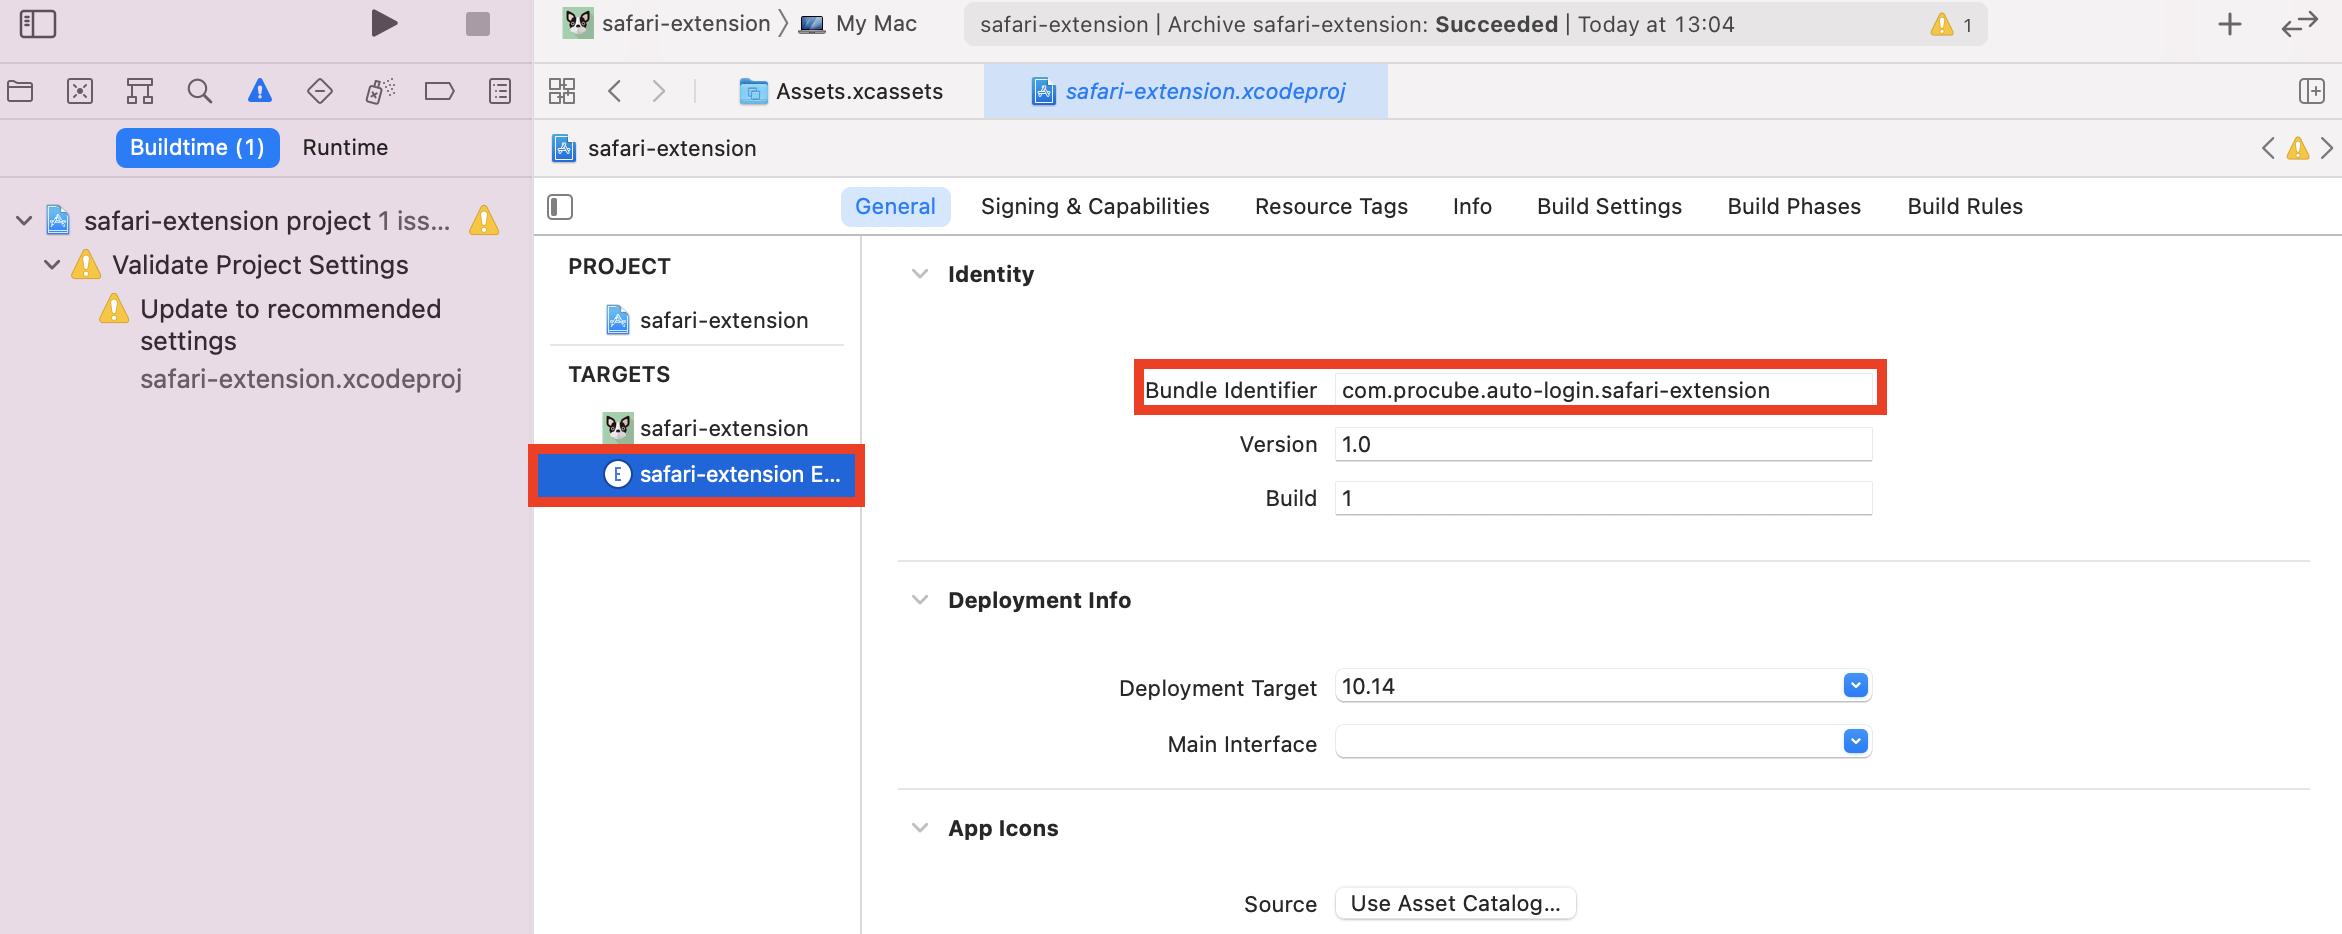 safari-extension 〉 My Mac
safari-extension | Archive safari-extension: Succeeded | Today at 13:04
1
Assets.xcassets
safari-extension.xcodeproj
Buildtime (1)
Runtime
safari-extension
safari-extension project 1 iss...
Validate Project Settings
Update to recommended
settings
safari-extension.xcodeproj
General
Signing & Capabilities
Resource Tags
Info
Build Settings
Build Phases
Build Rules
PROJECT
safari-extension
TARGETS
safari-extension
E safari-extension E...
Identity
Bundle Identifier com.procube.auto-login.safari-extension
Version 1.0
Build 1
Deployment Info
Deployment Target 10.14
Main Interface
App Icons
Source Use Asset Catalog...